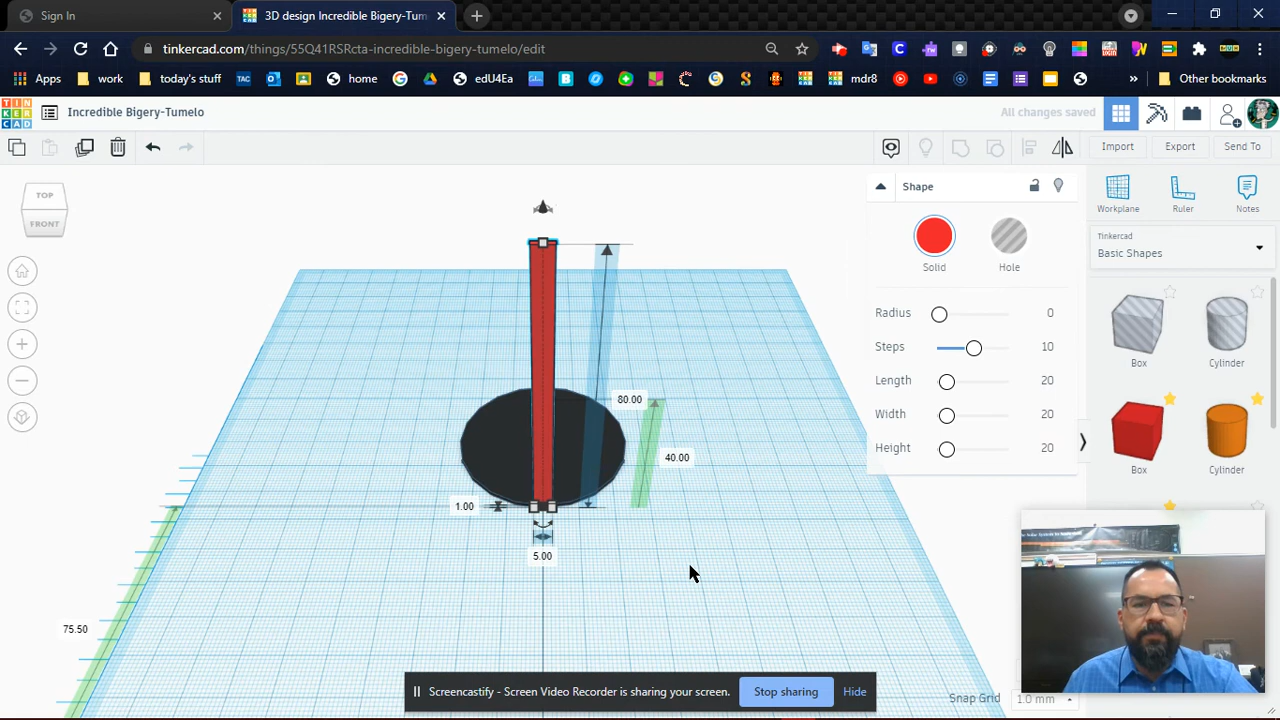 Sign In
3D design Incredible Bigery-Tum
tinkercad.com/things/55Q41RSRcta-incredible-bigery-tumelo/edit
Apps work today's stuff TAC home edU4Ea mdr8 Other bookmarks
TIN
KER
CAD
Incredible Bigery-Tumelo
All changes saved
Import Export Send To
TOP
FRONT
Shape
Solid
Hole
Radius 0
Steps 10
Length 20
Width 20
Height 20
Workplane
Ruler
Notes
Tinkercad
Basic Shapes
Box
Cylinder
Box
Cylinder
80.00
40.00
1.00
5.00
75.50
Screencastify - Screen Video Recorder is sharing your screen.
Stop sharing
Hide
Snap Grid 1.0 mm